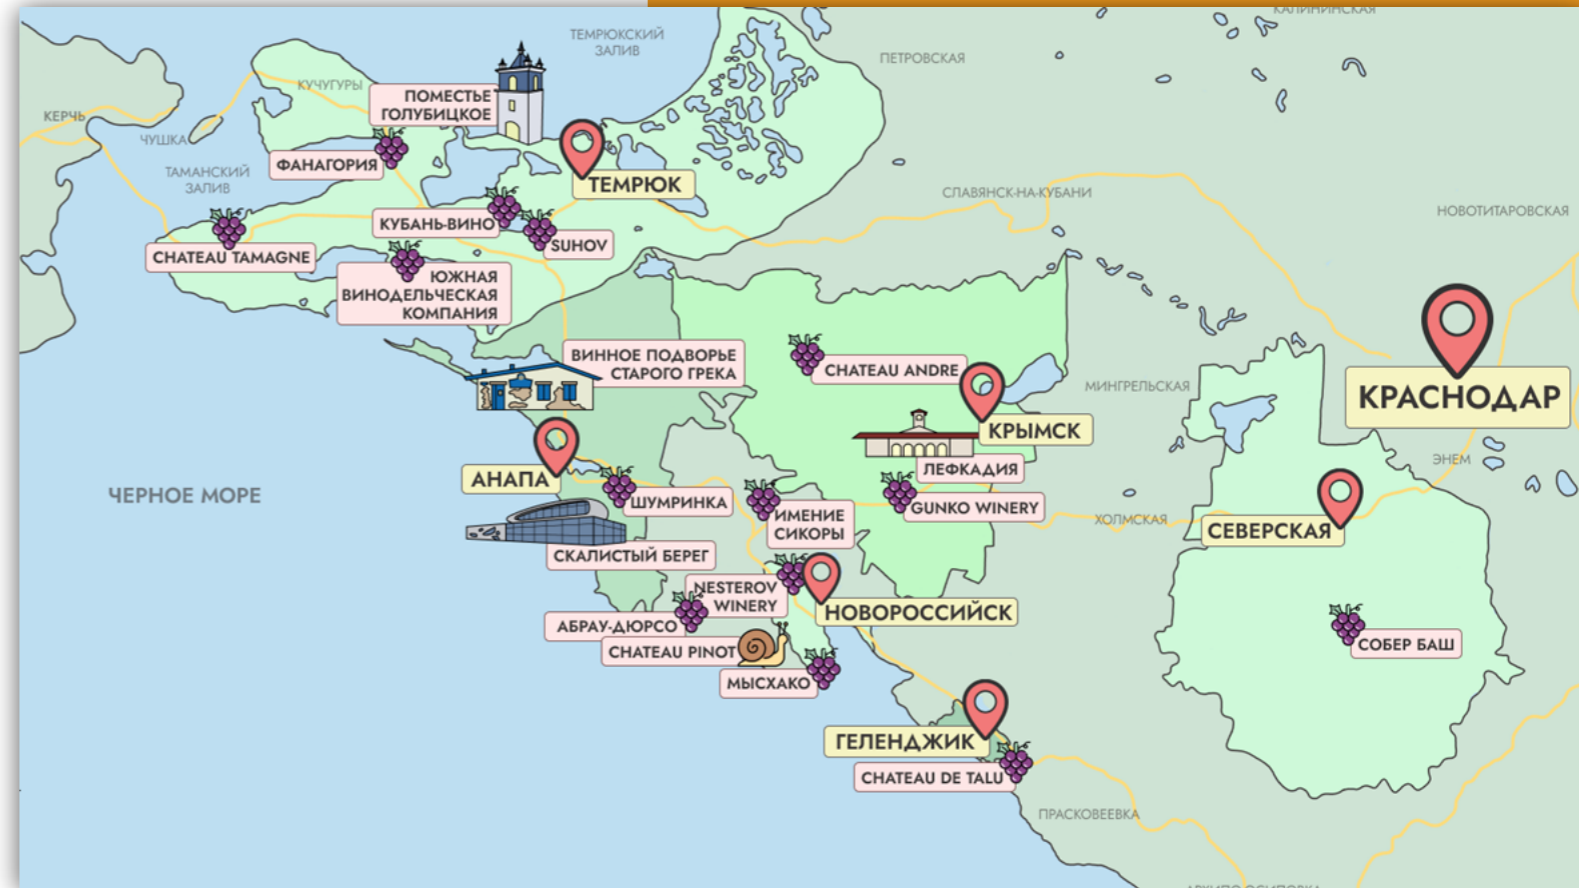 КАЛИНИНСКАЯ
ТЕМРЮКСКИЙ
ЗАЛИВ
ПЕТРОВСКАЯ
КУЧУГУРЫ
ПОМЕСТЬЕ
ГОЛУБИЦКОЕ
КЕРЧЬ
ЧУШКА
ФАНАГОРИЯ
ТАМАНСКИЙ
ЗАЛИВ
ТЕМРЮК
СЛАВЯНСК-НА-КУБАНИ
НОВОТИТАРОВСКАЯ
КУБАНЬ-ВИНО
SUHOV
CHATEAU TAMAGNE
ЮЖНАЯ
ВИНОДЕЛЬЧЕСКАЯ
КОМПАНИЯ
ВИННОЕ ПОДВОРЬЕ
СТАРОГО ГРЕКА
CHATEAU ANDRE
МИНГРЕЛЬСКАЯ
КРАСНОДАР
КРЫМСК
ЛЕФКАДИЯ
ЭНЕМ
АНАПА
ЧЕРНОЕ МОРЕ
ШУМРИНКА
GUNKO WINERY
ИМЕНИЕ
СИКОРЫ
ХОЛМСКАЯ
СЕВЕРСКАЯ
СКАЛИСТЫЙ БЕРЕГ
NESTEROV
WINERY
НОВОРОССИЙСК
АБРАУ-ДЮРСО
CHATEAU PINOT
СОБЕР БАШ
МЫСХАКО
ГЕЛЕНДЖИК
CHATEAU DE TALU
ПРАСКОВЕЕВКА